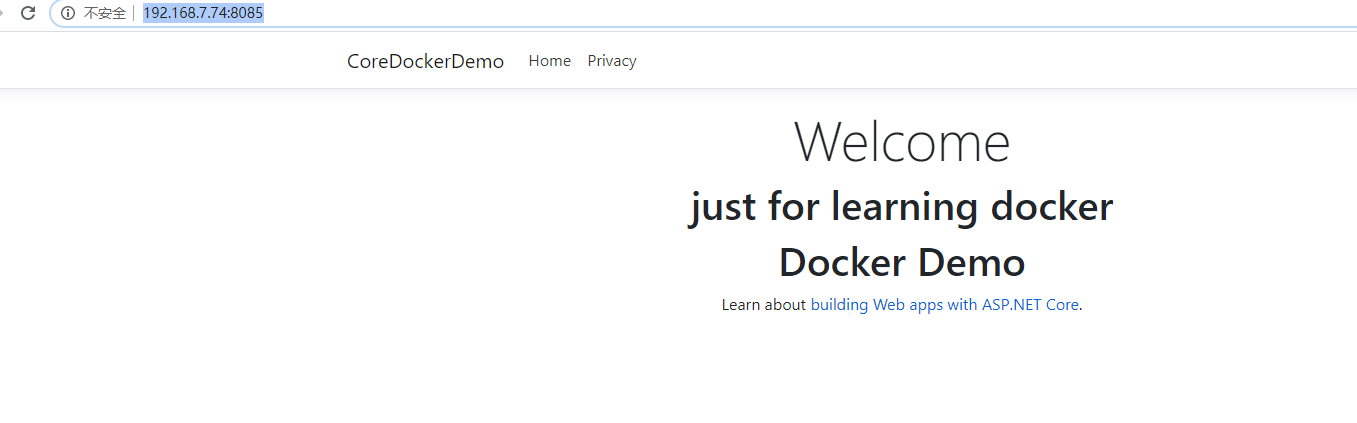 不安全 192.168.7.74:8085
CoreDockerDemo Home Privacy
Welcome
just for learning docker
Docker Demo
Learn about building Web apps with ASP.NET Core.